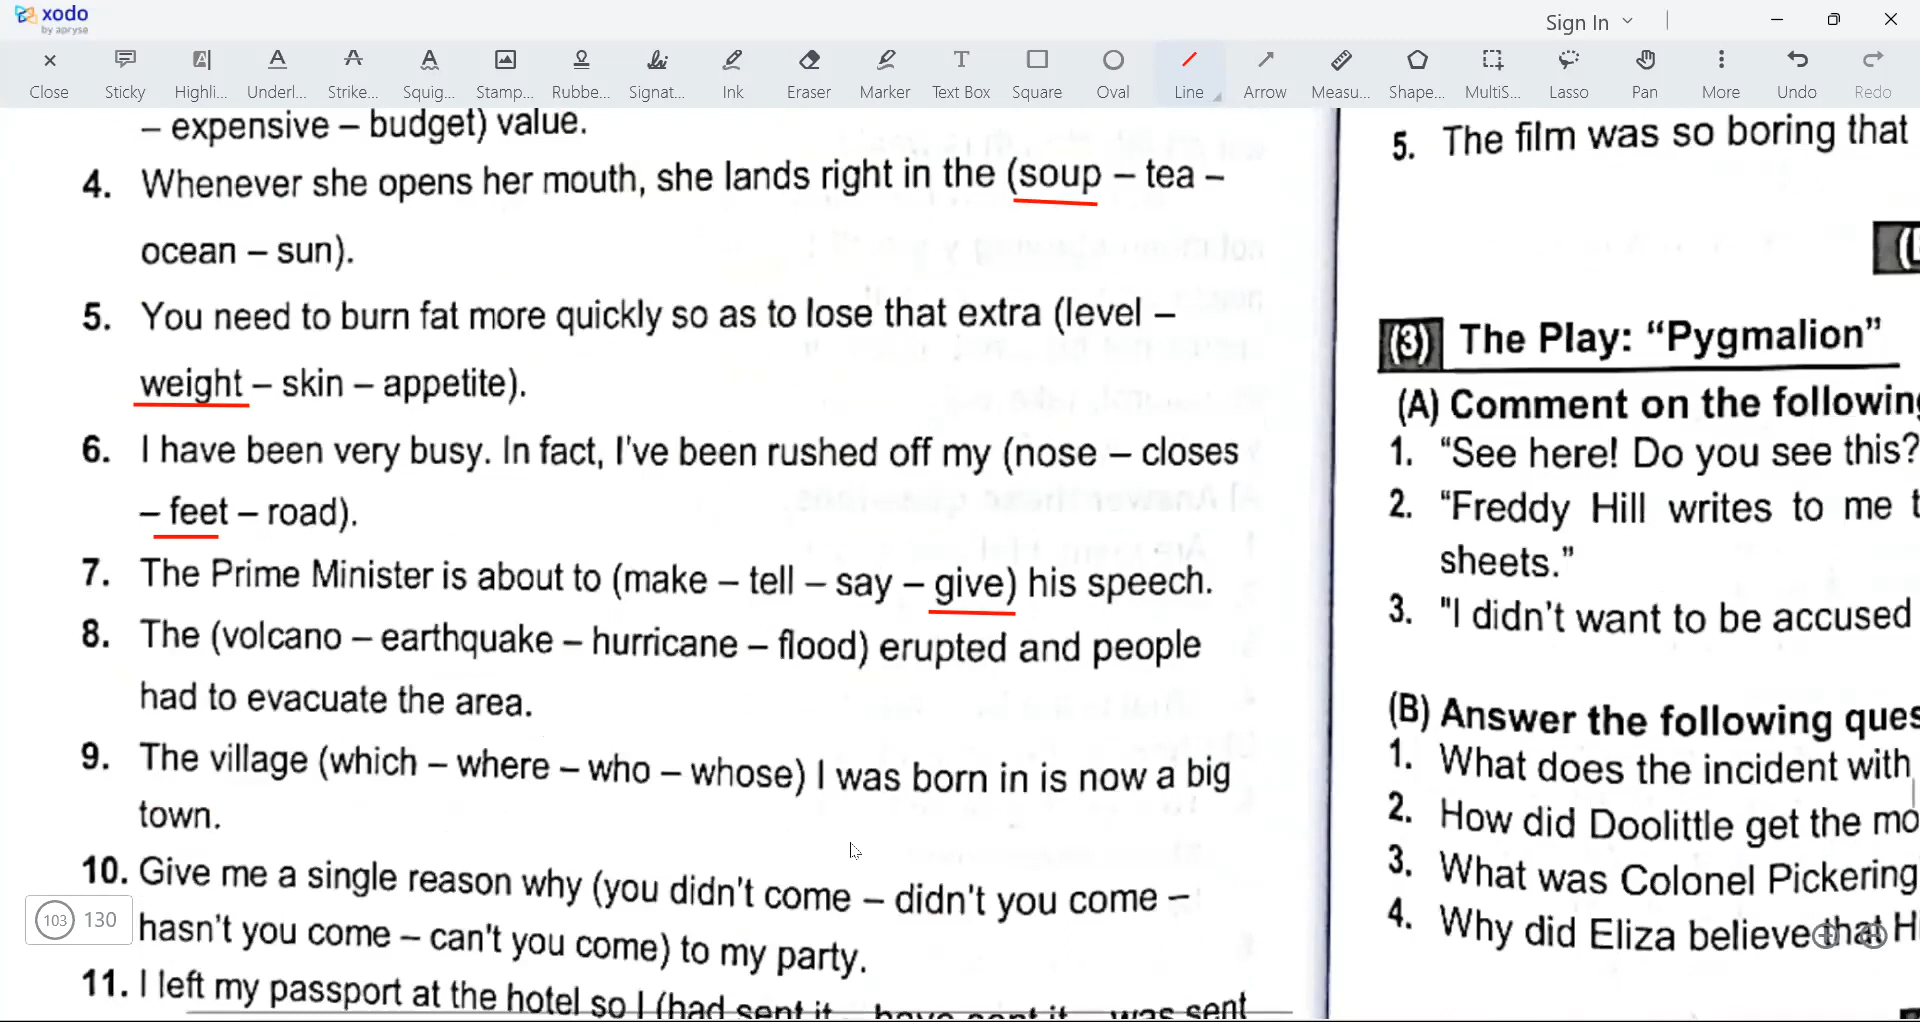 xodo
by apryse
Sign In
Close Sticky Highli... Underl... Strike... Squig... Stamp... Rubbe... Signat... Ink Eraser Marker Text Box Square Oval Line Arrow Measu... Shape... MultiS... Lasso Pan More Undo Redo
– expensive – budget) value.
4. Whenever she opens her mouth, she lands right in the (soup – tea –
ocean – sun).
5. You need to burn fat more quickly so as to lose that extra (level –
weight – skin – appetite).
6. I have been very busy. In fact, I've been rushed off my (nose – closes
– feet – road).
7. The Prime Minister is about to (make – tell – say – give) his speech.
8. The (volcano – earthquake – hurricane – flood) erupted and people
had to evacuate the area.
9. The village (which – where – who – whose) I was born in is now a big
town.
10. Give me a single reason why (you didn't come – didn't you come –
hasn't you come – can't you come) to my party.
11. I left my passport at the hotel so I (had sent it – have sent it – was sent
103 130
5. The film was so boring that
(3) The Play: “Pygmalion”
(A) Comment on the following
1. “See here! Do you see this?
2. “Freddy Hill writes to me t
sheets.”
3. "I didn't want to be accused
(B) Answer the following ques
1. What does the incident with
2. How did Doolittle get the mo
3. What was Colonel Pickering
4. Why did Eliza believe that Hi